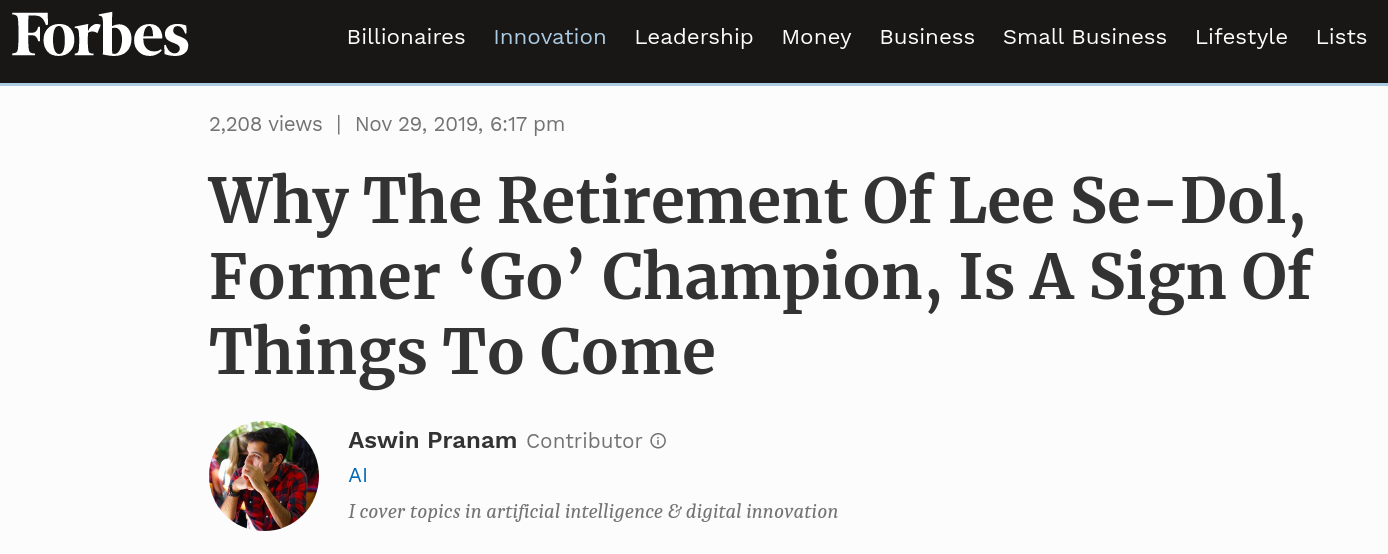 Forbes
Billionaires Innovation Leadership Money Business Small Business Lifestyle Lists
2,208 views | Nov 29, 2019, 6:17 pm
Why The Retirement Of Lee Se-Dol,
Former ‘Go’ Champion, Is A Sign Of
Things To Come
Aswin Pranam Contributor
AI
I cover topics in artificial intelligence & digital innovation